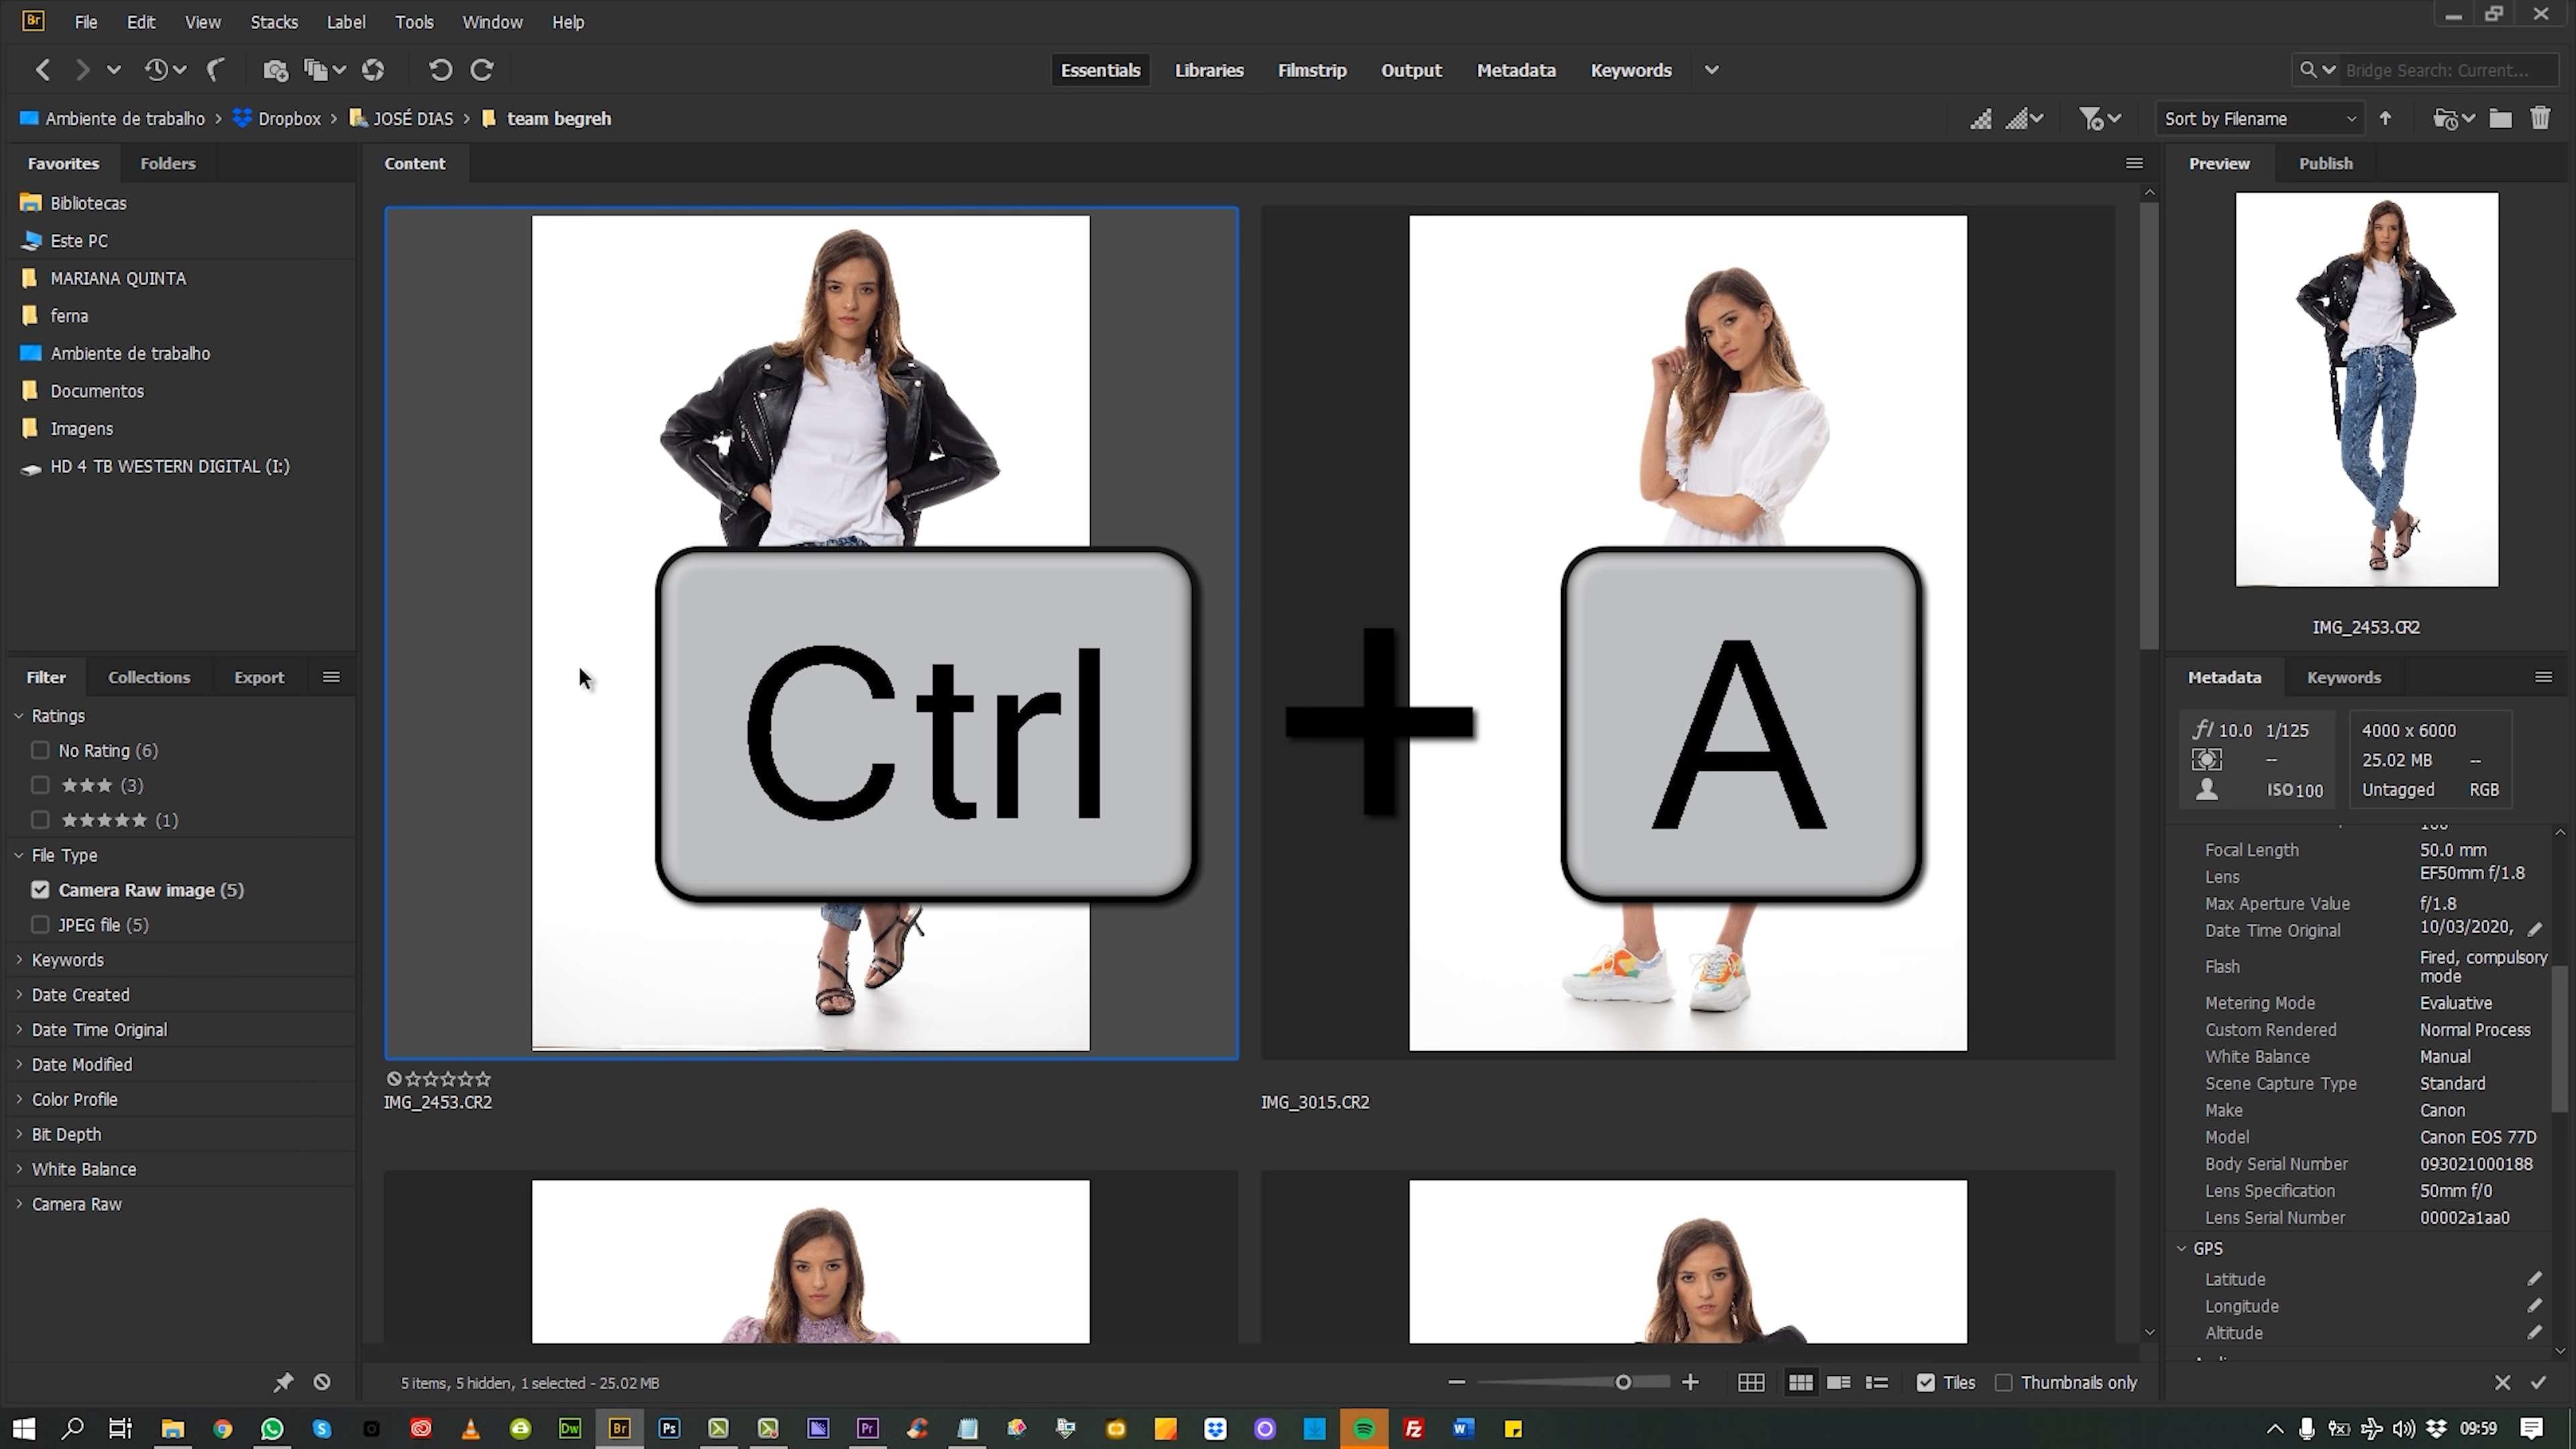 Br File Edit View Stacks Label Tools Window Help
Essentials Libraries Filmstrip Output Metadata Keywords
Bridge Search: Current...
Ambiente de trabalho > Dropbox > JOSÉ DIAS > team begreh
Sort by Filename
Favorites Folders
Bibliotecas
Este PC
MARIANA QUINTA
ferna
Ambiente de trabalho
Documentos
Imagens
HD 4 TB WESTERN DIGITAL (I:)
Filter Collections Export
Ratings
No Rating (6)
★★★ (3)
★★★★★ (1)
File Type
Camera Raw image (5)
JPEG file (5)
Keywords
Date Created
Date Time Original
Date Modified
Color Profile
Bit Depth
White Balance
Camera Raw
Content
Ctrl + A
IMG_2453.CR2
IMG_3015.CR2
5 items, 5 hidden, 1 selected - 25.02 MB
Tiles Thumbnails only
Preview Publish
IMG_2453.CR2
Metadata Keywords
f/ 10.0 1/125
--
ISO 100
4000 x 6000
25.02 MB --
Untagged RGB
Focal Length 50.0 mm
Lens EF50mm f/1.8
Max Aperture Value f/1.8
Date Time Original 10/03/2020,
Flash Fired, compulsory
mode
Metering Mode Evaluative
Custom Rendered Normal Process
White Balance Manual
Scene Capture Type Standard
Make Canon
Model Canon EOS 77D
Body Serial Number 093021000188
Lens Specification 50mm f/0
Lens Serial Number 00002a1aa0
GPS
Latitude
Longitude
Altitude
Dw Br Ps Pr Fz W
09:59